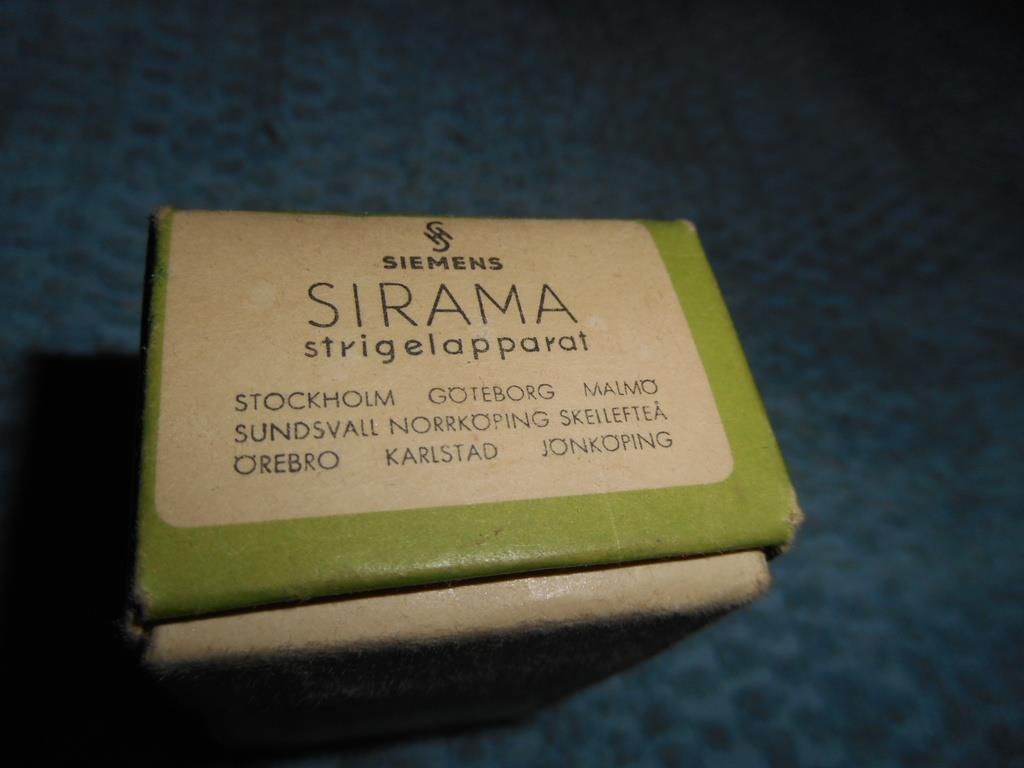 SIEMENS
SIRAMA
strigelapparat
STOCKHOLM GÖTEBORG MALMÖ
SUNDSVALL NORRKÖPING SKELLEFTEÅ
ÖREBRO KARLSTAD JÖNKÖPING